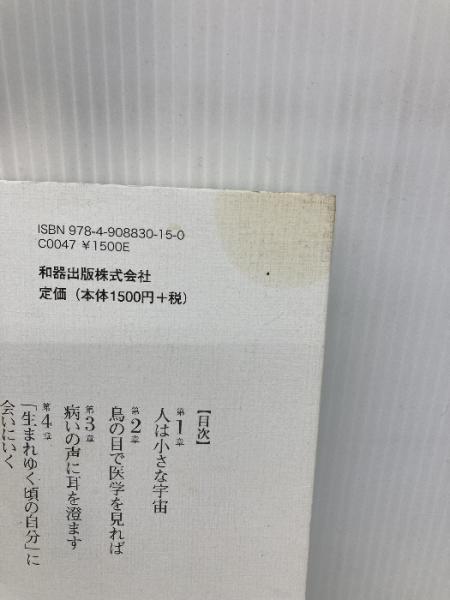 ISBN 978-4-908830-15-0
C0047 ¥1500E
和器出版株式会社
定価（本体1500円＋税）
【目次】
第1章
人は小さな宇宙
第2章
鳥の目で医学を見れば
第3章
病いの声に耳を澄ます
第4章
「生まれゆく頃の自分」に
会いにいく